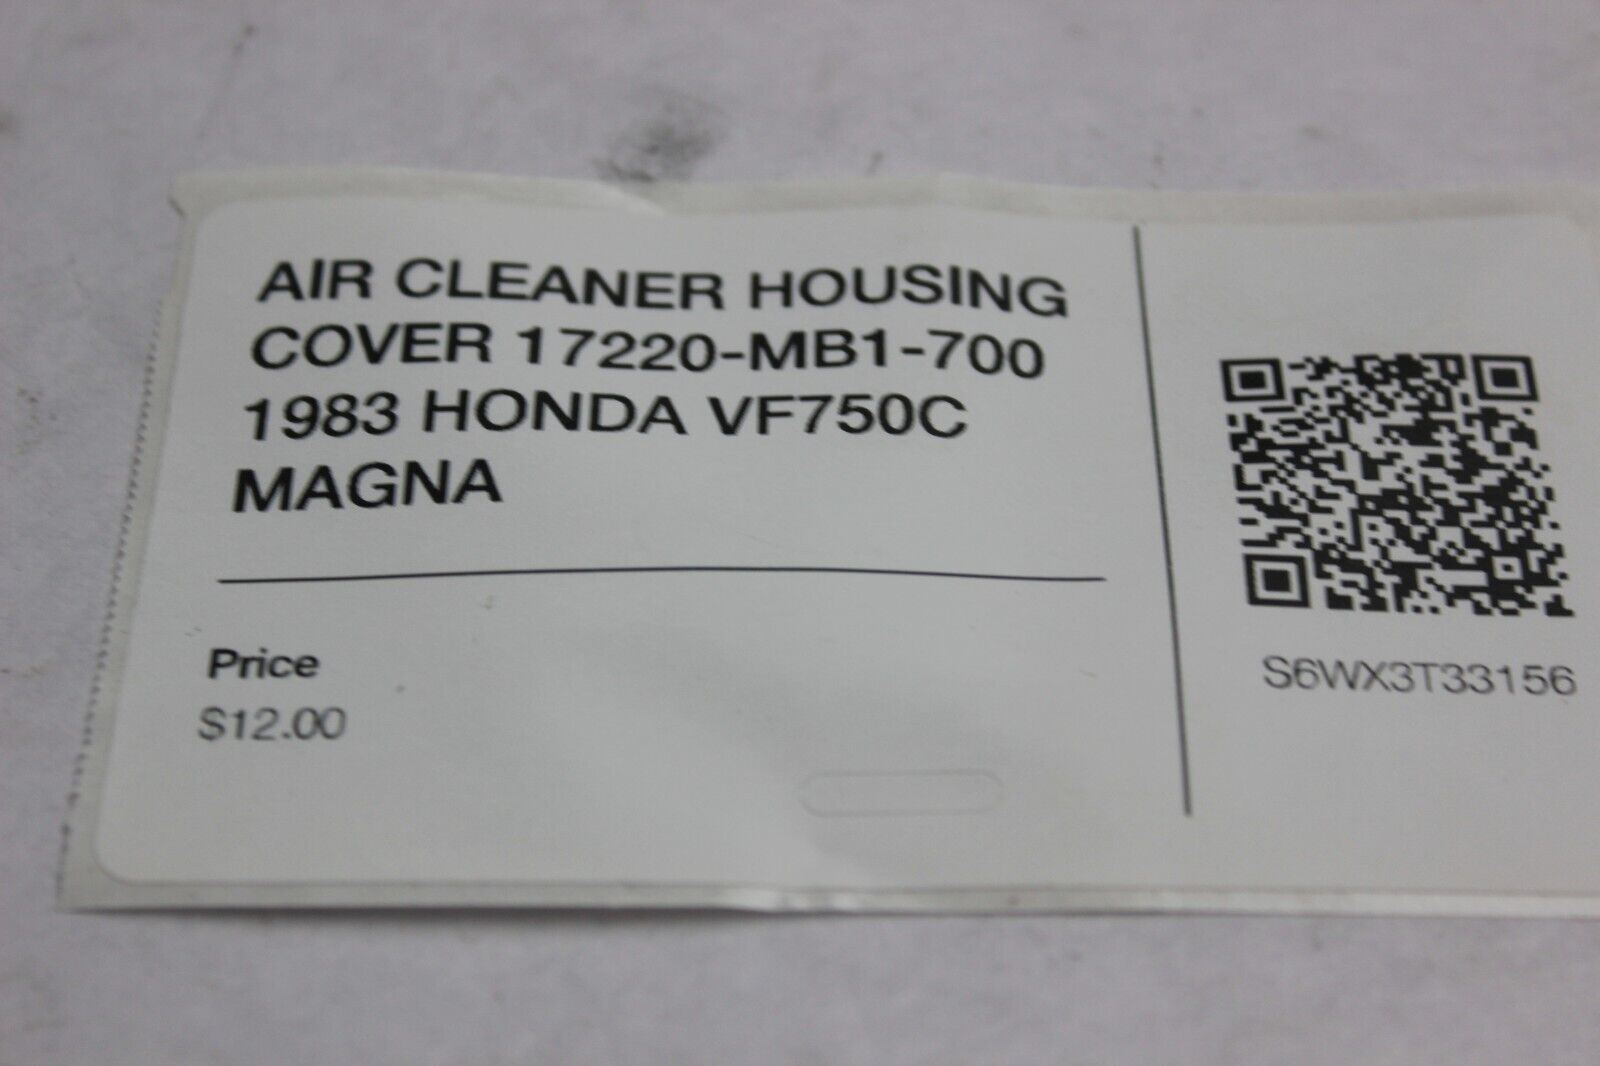 AIR CLEANER HOUSING
COVER 17220-MB1-700
1983 HONDA VF750C
MAGNA
Price
$12.00
S6WX3T33156